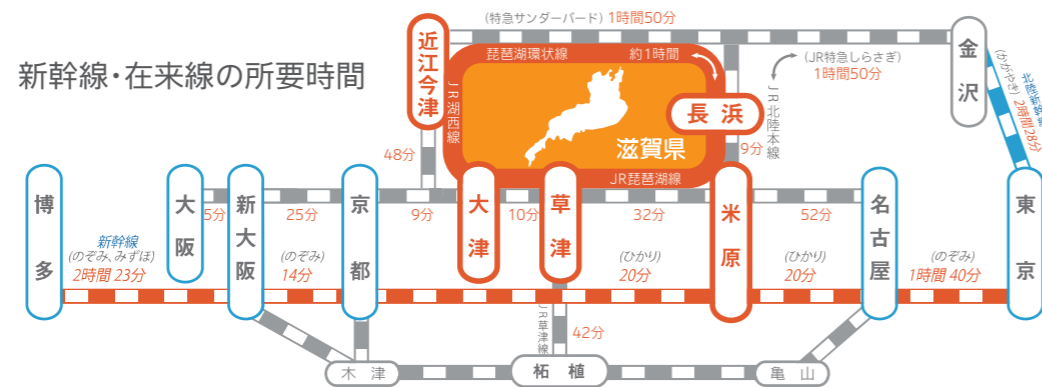 新幹線・在来線の所要時間
(特急サンダーバード) 1時間50分
近江今津
金沢
琵琶湖環状線
約1時間
(JR特急しらさぎ)
1時間50分
北陸新幹線
(かがやき) 2時間28分
JR湖西線
長浜
JR北陸本線
滋賀県
48分
9分
JR琵琶湖線
博多
大阪
新大阪
京都
大津
草津
米原
名古屋
東京
5分
25分
9分
10分
32分
52分
新幹線
(のぞみ、みずほ)
2時間 23分
(のぞみ)
14分
(ひかり)
20分
(ひかり)
20分
(のぞみ)
1時間 40分
JR草津線
42分
木津
柘植
亀山